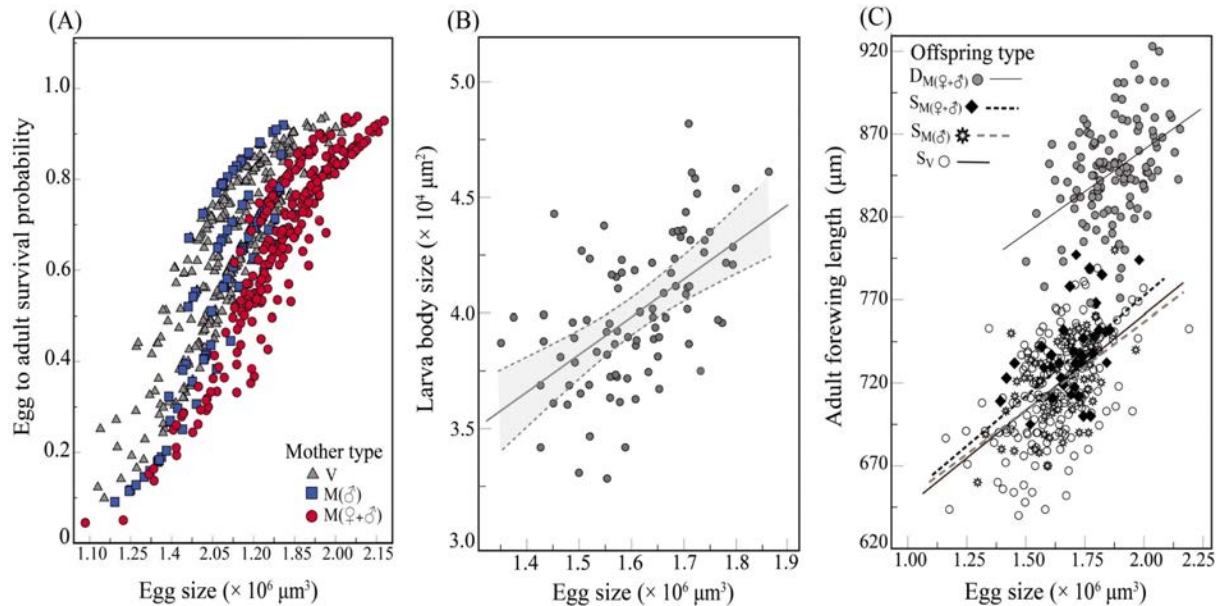 (A)
Egg to adult survival probability
1.0
0.8
0.6
0.4
0.2
0
Mother type
V
M(♂)
M(♀+♂)
1.10 1.25 1.4 2.05 1.20 1.85 2.00 2.15
Egg size (× 10⁶ μm³)
(B)
Larva body size (× 10⁴ μm²)
5.0
4.5
4.0
3.5
3.0
1.4 1.5 1.6 1.7 1.8 1.9
Egg size (× 10⁶ μm³)
(C)
Adult forewing length (μm)
920
870
820
770
720
670
620
Offspring type
D M(♀+♂)
S M(♀+♂)
S M(♂)
S V
1.00 1.25 1.50 1.75 2.00 2.25
Egg size (× 10⁶ μm³)